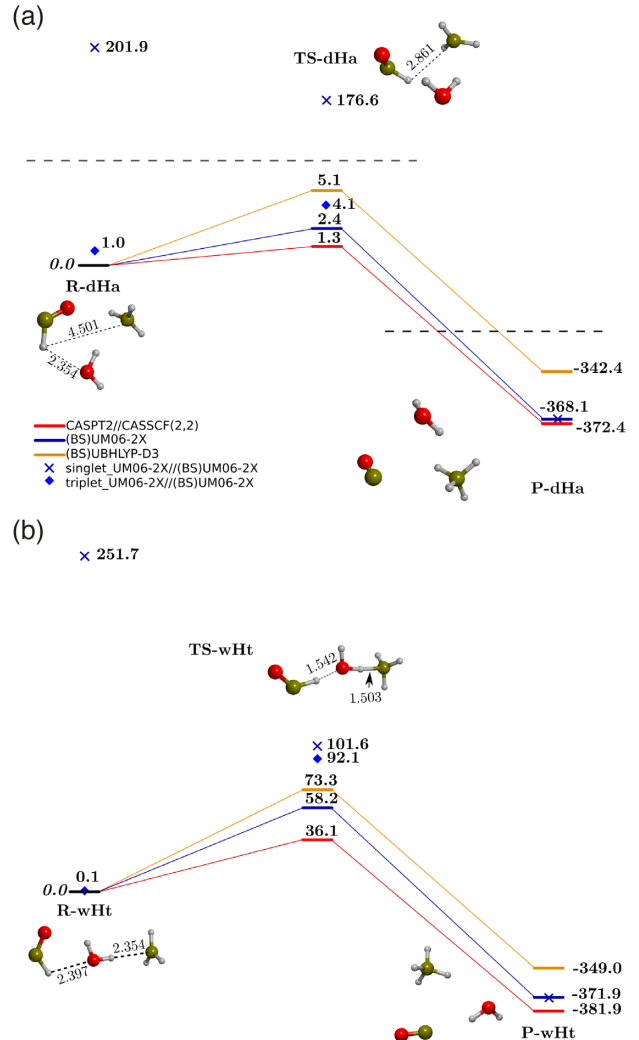 (a)
201.9
TS-dHa
2.861
176.6
5.1
4.1
2.4
1.3
1.0
0.0
R-dHa
4.501
2.354
-342.4
-368.1
-372.4
CASPT2//CASSCF(2,2)
(BS)UM06-2X
(BS)UBHLYP-D3
singlet_UM06-2X//(BS)UM06-2X
triplet_UM06-2X//(BS)UM06-2X
P-dHa
(b)
251.7
TS-wHt
1.542
1.503
101.6
92.1
73.3
58.2
36.1
0.1
0.0
R-wHt
2.354
2.397
-349.0
-371.9
-381.9
P-wHt